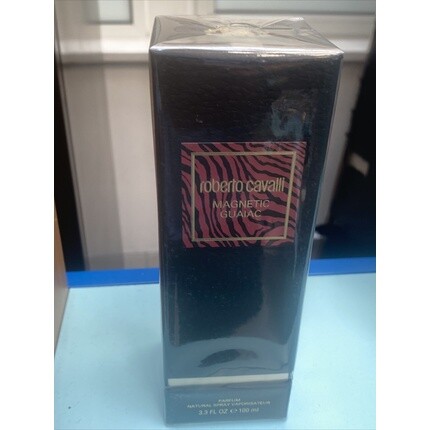 roberto cavalli
MAGNETIC
GUAIAC
PARFUM
NATURAL SPRAY VAPORISATEUR
3.3 FL OZ ℮ 100 ml